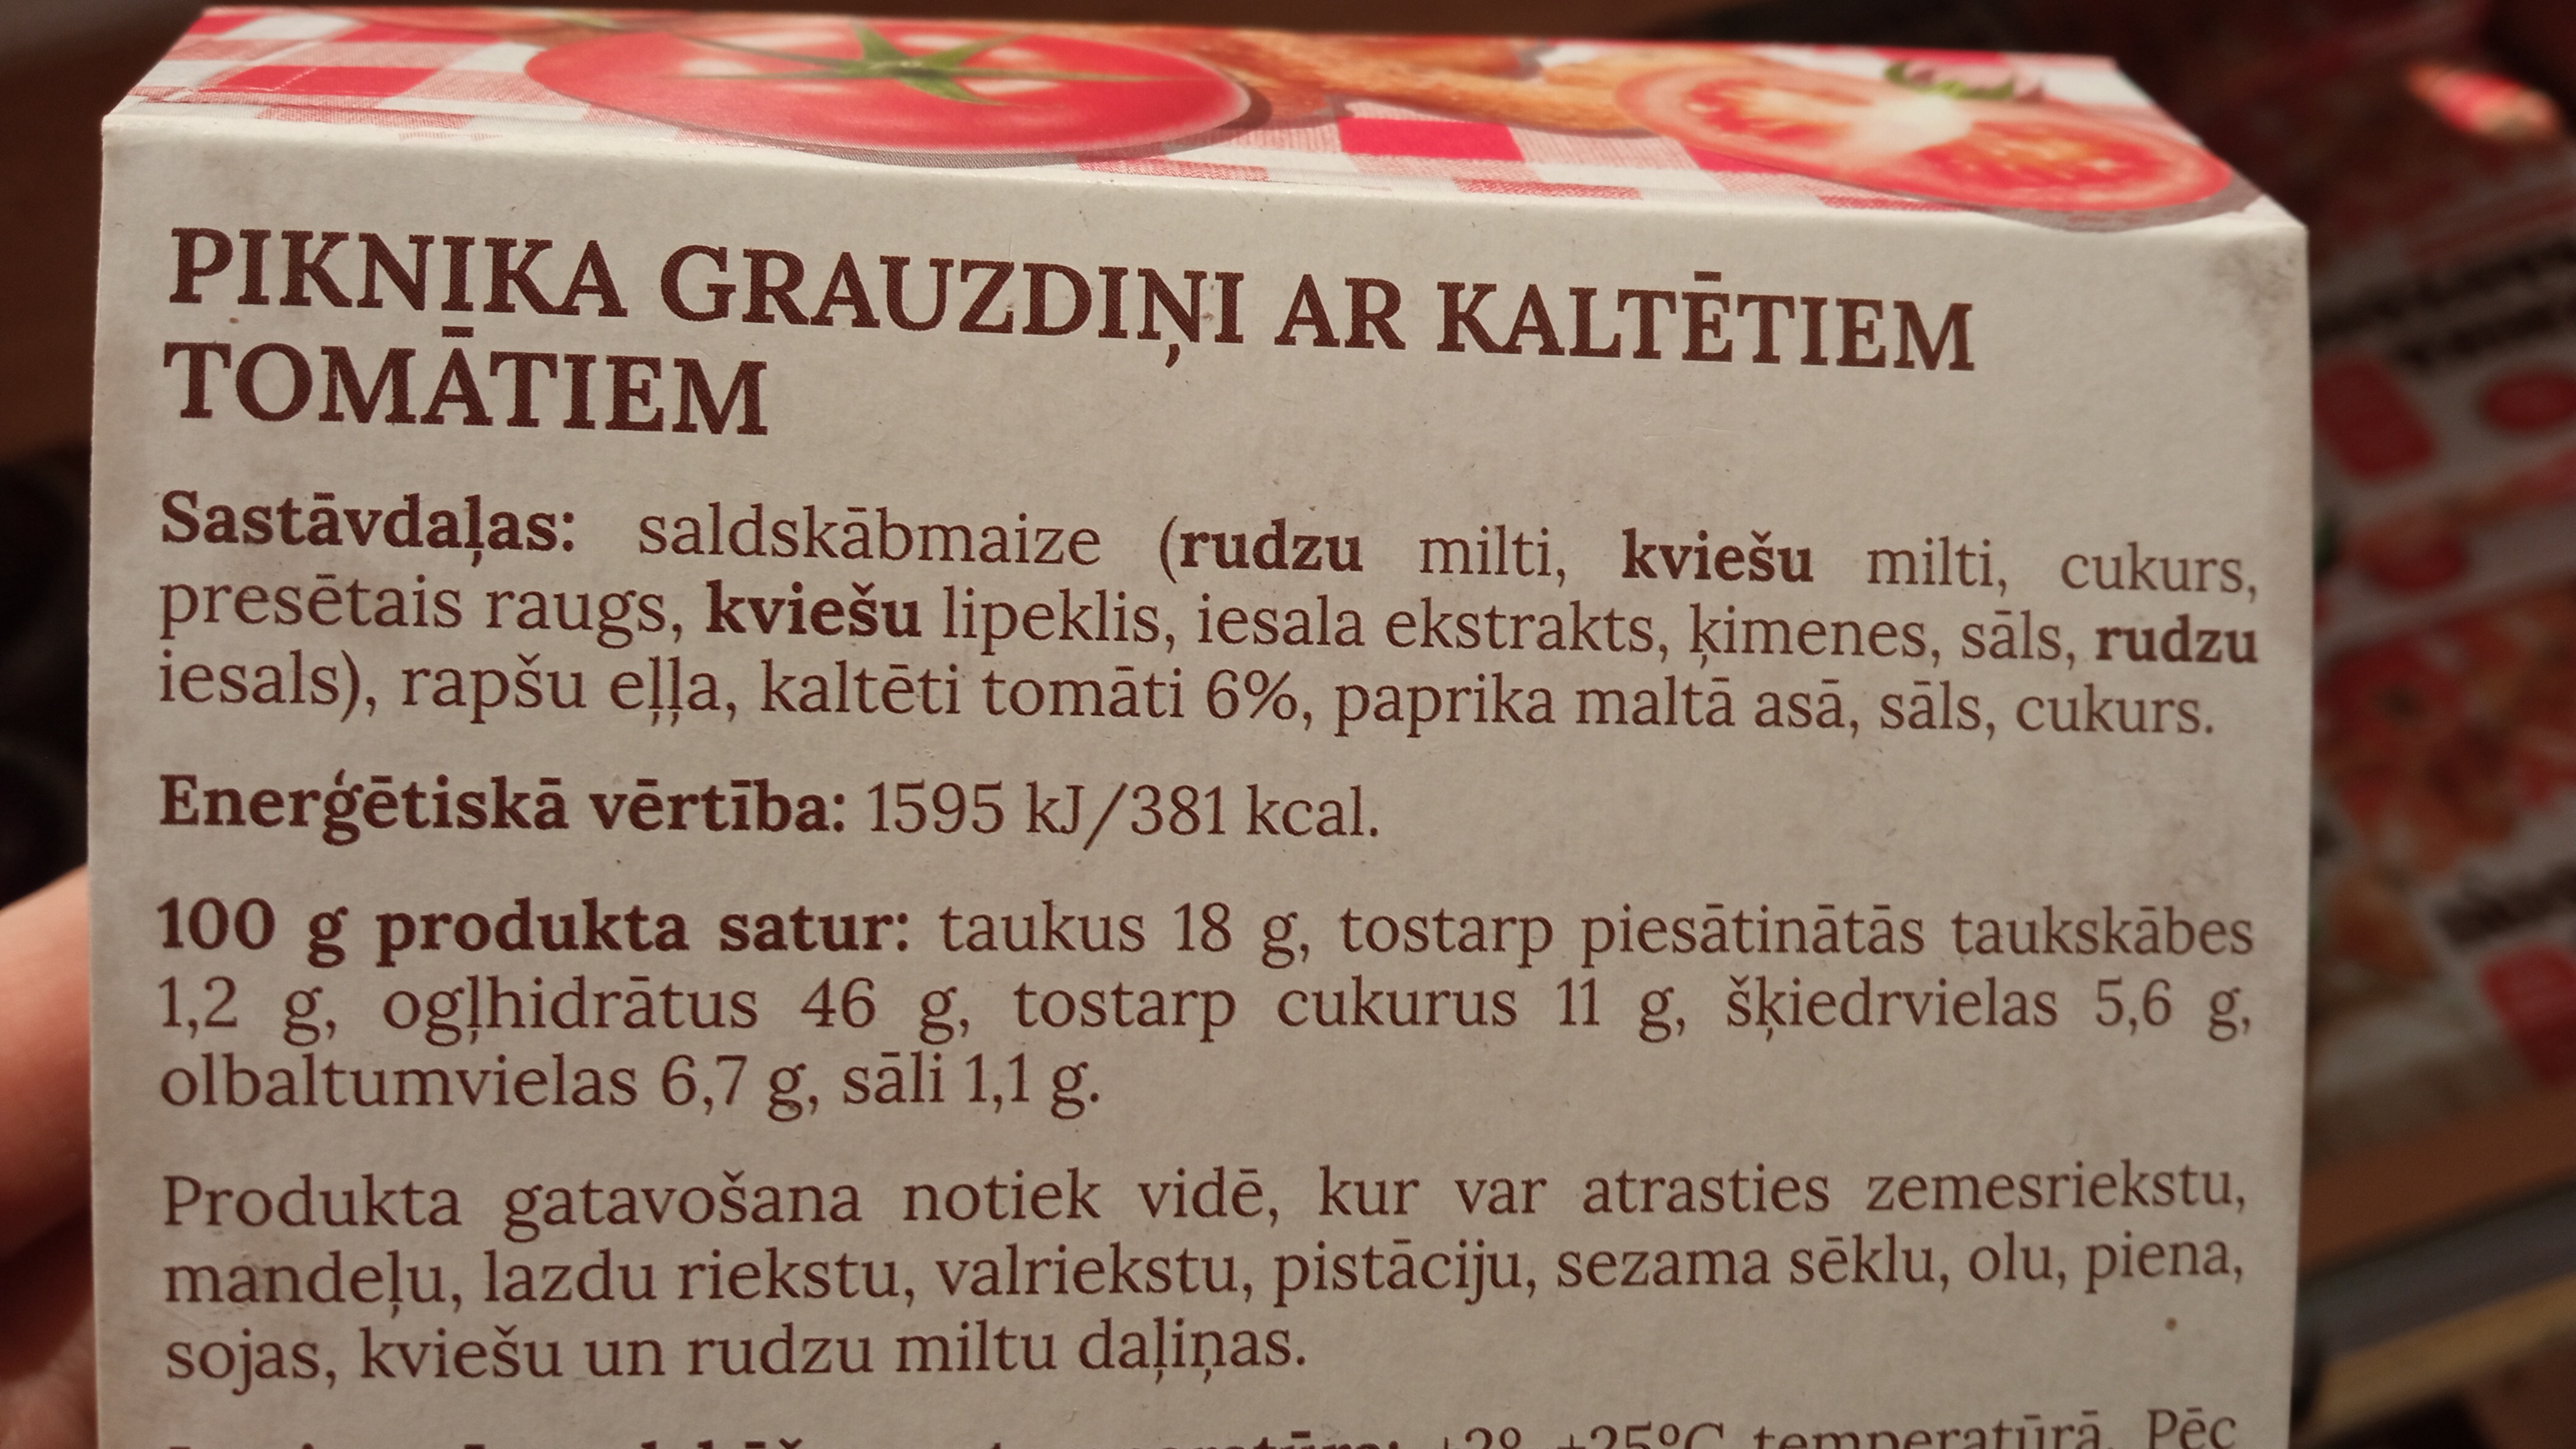 PIKNIKA GRAUZDIŅI AR KALTĒTIEM
TOMĀTIEM
Sastāvdaļas: saldskābmaize (rudzu milti, kviešu milti, cukurs,
presētais raugs, kviešu lipeklis, iesala ekstrakts, ķimenes, sāls, rudzu
iesals), rapšu eļļa, kaltēti tomāti 6%, paprika maltā asā, sāls, cukurs.
Enerģētiskā vērtība: 1595 kJ/381 kcal.
100 g produkta satur: taukus 18 g, tostarp piesātinātās taukskābes
1,2 g, ogļhidrātus 46 g, tostarp cukurus 11 g, šķiedrvielas 5,6 g,
olbaltumvielas 6,7 g, sāli 1,1 g.
Produkta gatavošana notiek vidē, kur var atrasties zemesriekstu,
mandeļu, lazdu riekstu, valriekstu, pistāciju, sezama sēklu, olu, piena,
sojas, kviešu un rudzu miltu daļiņas.
+2º +25ºC temperatūrā. Pēc